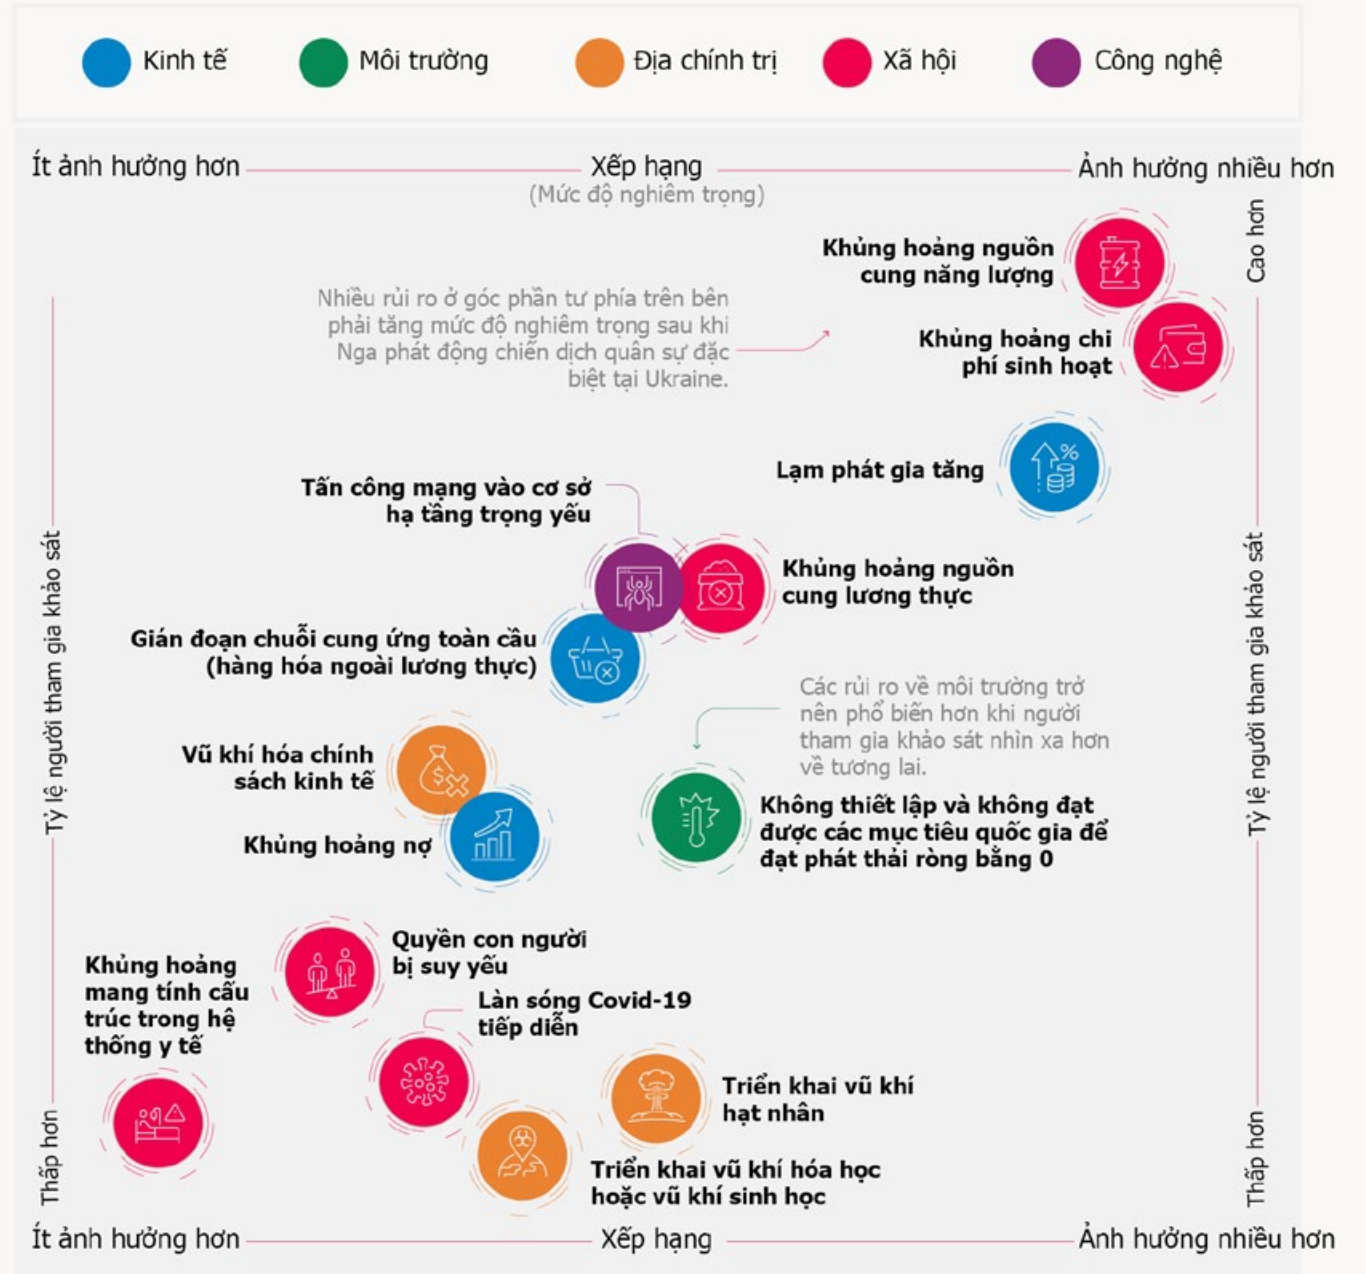 Kinh tế
Môi trường
Địa chính trị
Xã hội
Công nghệ
Ít ảnh hưởng hơn
Xếp hạng
(Mức độ nghiêm trọng)
Ảnh hưởng nhiều hơn
Cao hơn
Khủng hoảng nguồn
cung năng lượng
Nhiều rủi ro ở góc phần tư phía trên bên
phải tăng mức độ nghiêm trọng sau khi
Nga phát động chiến dịch quân sự đặc
biệt tại Ukraine.
Khủng hoảng chi
phí sinh hoạt
Lạm phát gia tăng
%
Tấn công mạng vào cơ sở
hạ tầng trọng yếu
Khủng hoảng nguồn
cung lương thực
Tỷ lệ người tham gia khảo sát
Tỷ lệ người tham gia khảo sát
Gián đoạn chuỗi cung ứng toàn cầu
(hàng hóa ngoài lương thực)
Các rủi ro về môi trường trở
nên phổ biến hơn khi người
tham gia khảo sát nhìn xa hơn
về tương lai.
Vũ khí hóa chính
sách kinh tế
$
Không thiết lập và không đạt
được các mục tiêu quốc gia để
đạt phát thải ròng bằng 0
Khủng hoảng nợ
Quyền con người
bị suy yếu
Khủng hoảng
mang tính cấu
trúc trong hệ
thống y tế
Làn sóng Covid-19
tiếp diễn
Triển khai vũ khí
hạt nhân
Triển khai vũ khí hóa học
hoặc vũ khí sinh học
Thấp hơn
Thấp hơn
Ít ảnh hưởng hơn
Xếp hạng
Ảnh hưởng nhiều hơn